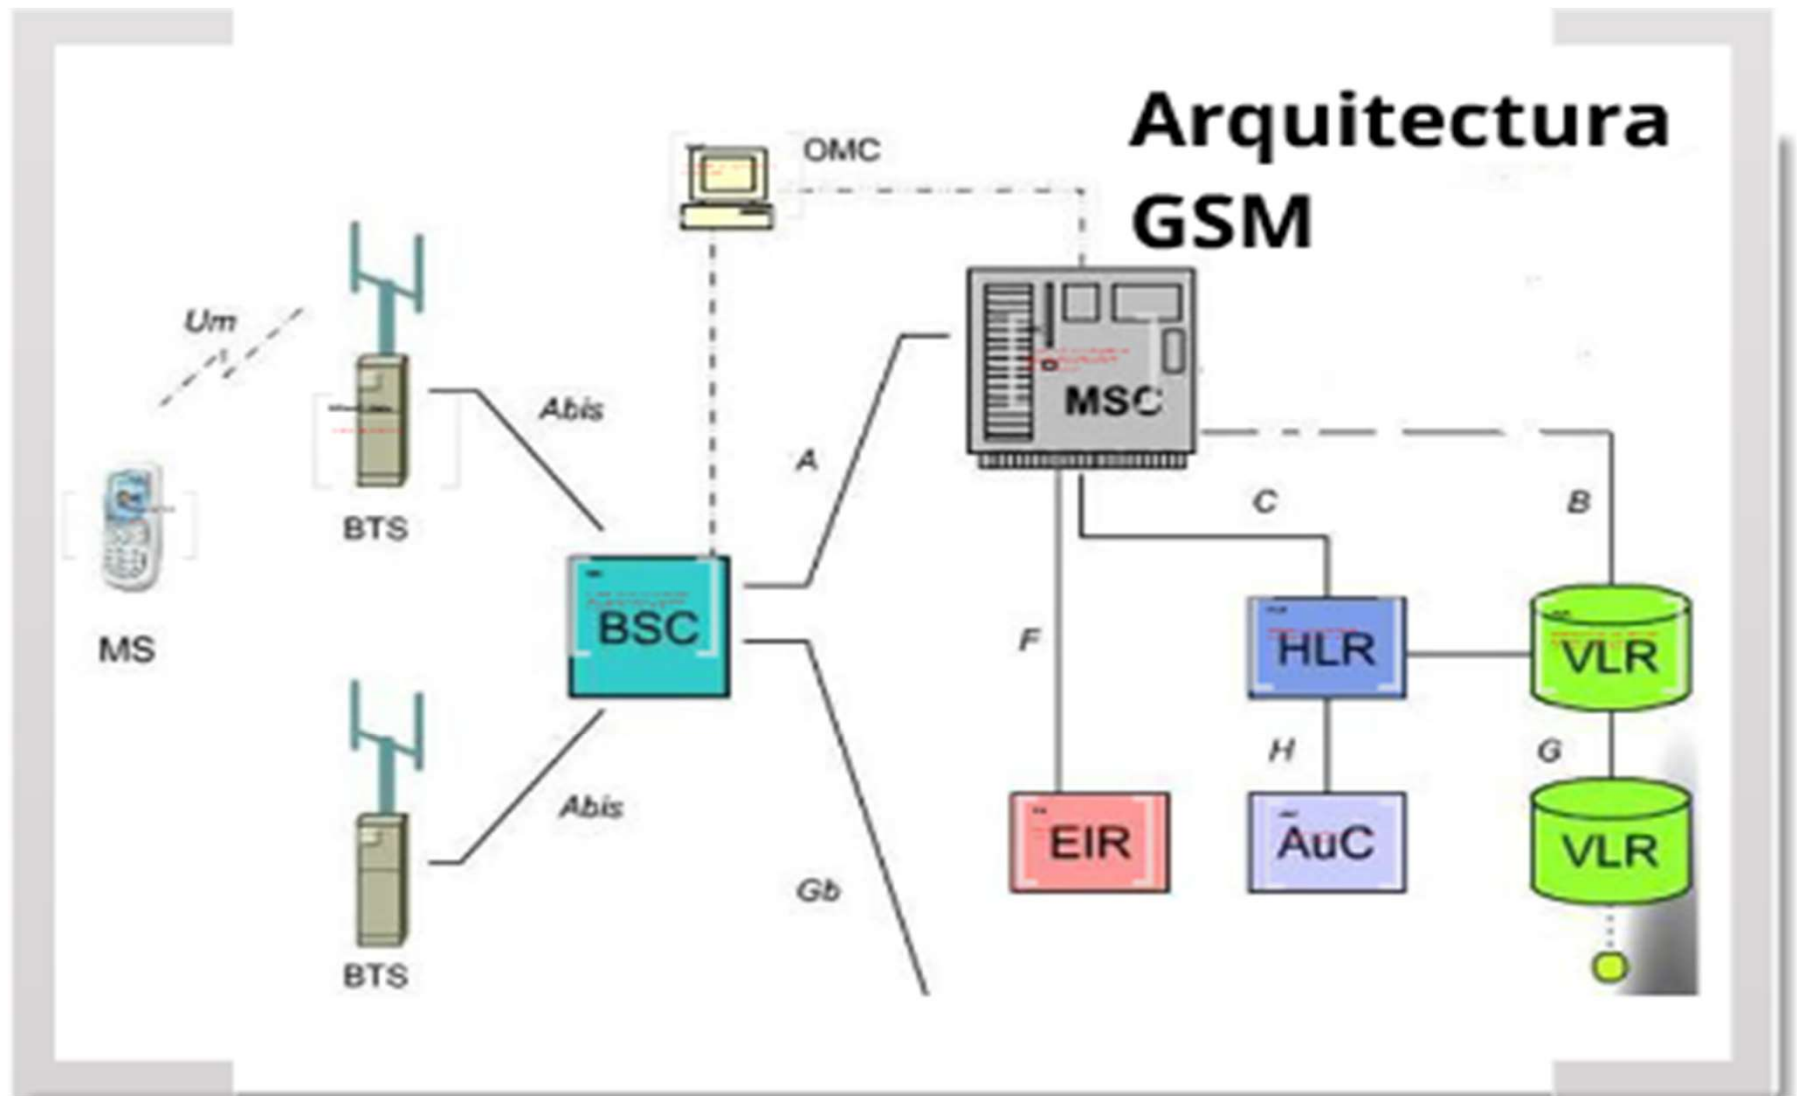 Arquitectura
GSM
OMC
Um
Abis
BTS
MS
A
MSC
C
B
BSC
F
HLR
VLR
H
G
Abis
EIR
AuC
VLR
Gb
BTS